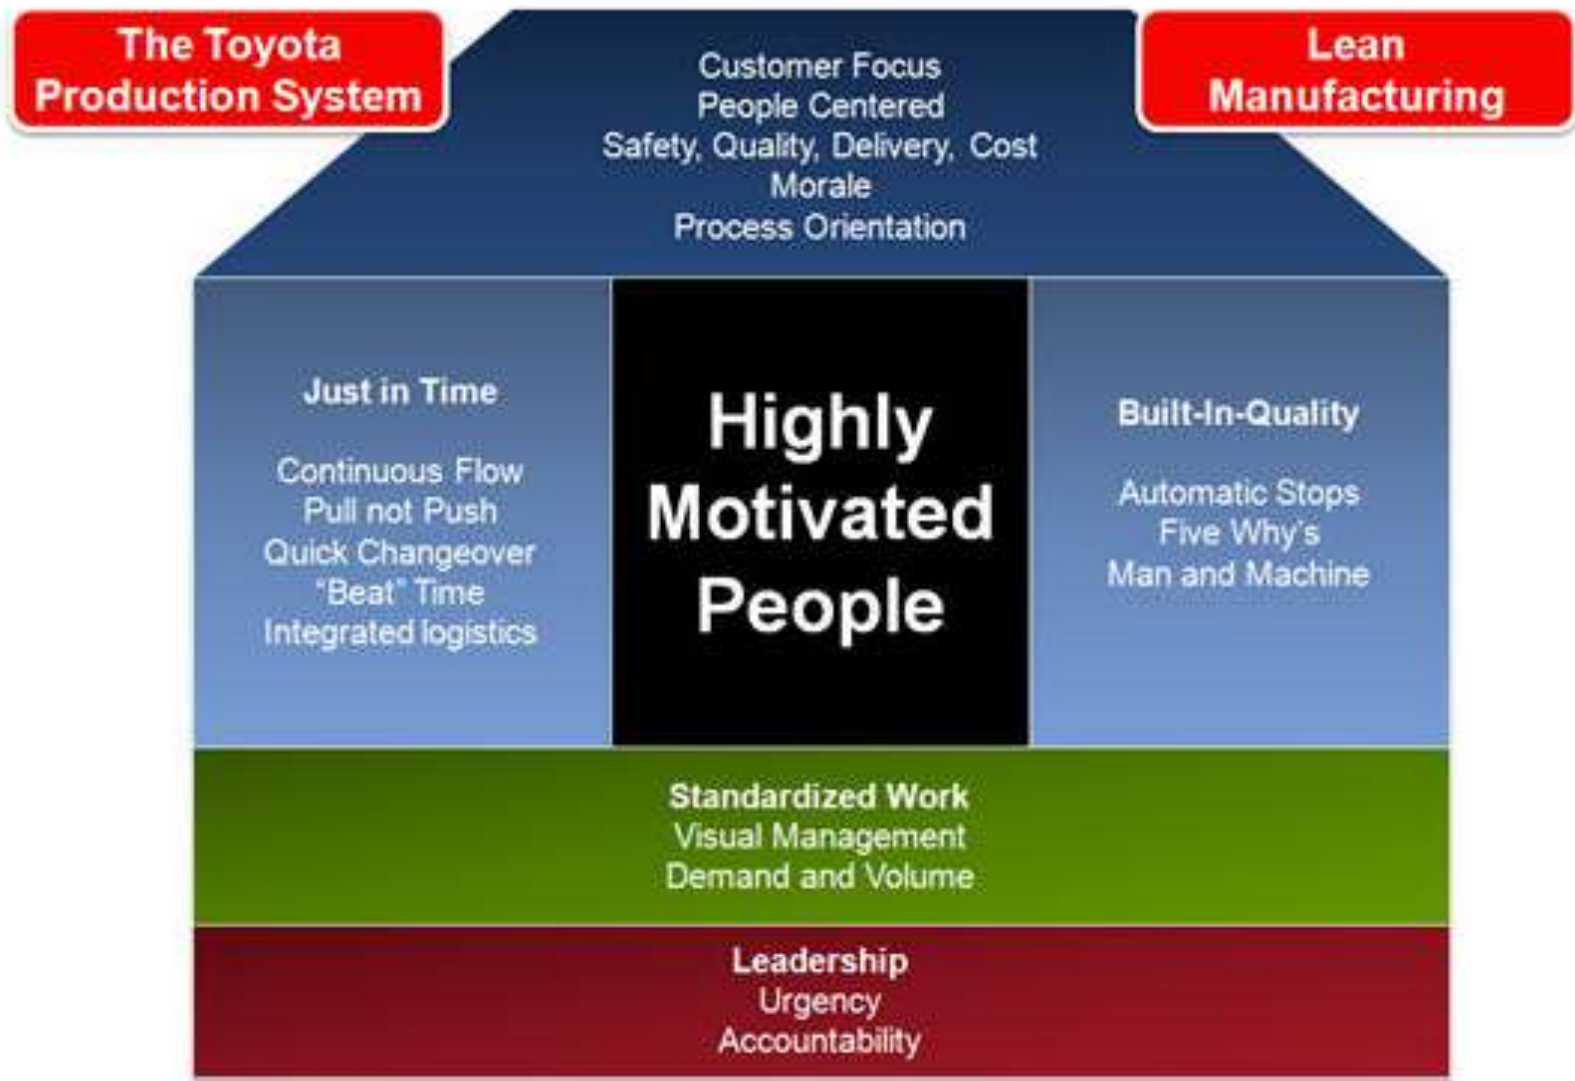 The Toyota
Production System
Lean
Manufacturing
Customer Focus
People Centered
Safety, Quality, Delivery, Cost
Morale
Process Orientation
Just in Time
Continuous Flow
Pull not Push
Quick Changeover
“Beat” Time
Integrated logistics
Highly
Motivated
People
Built-In-Quality
Automatic Stops
Five Why's
Man and Machine
Standardized Work
Visual Management
Demand and Volume
Leadership
Urgency
Accountability